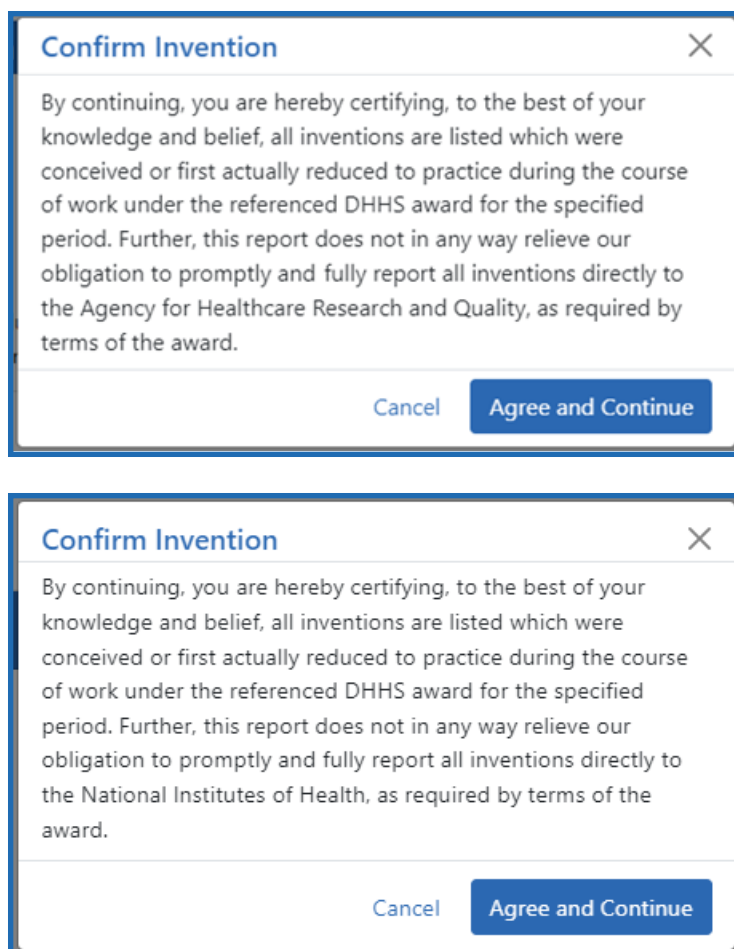 Confirm Invention
By continuing, you are hereby certifying, to the best of your
knowledge and belief, all inventions are listed which were
conceived or first actually reduced to practice during the course
of work under the referenced DHHS award for the specified
period. Further, this report does not in any way relieve our
obligation to promptly and fully report all inventions directly to
the Agency for Healthcare Research and Quality, as required by
terms of the award.
Cancel Agree and Continue
Confirm Invention
By continuing, you are hereby certifying, to the best of your
knowledge and belief, all inventions are listed which were
conceived or first actually reduced to practice during the course
of work under the referenced DHHS award for the specified
period. Further, this report does not in any way relieve our
obligation to promptly and fully report all inventions directly to
the National Institutes of Health, as required by terms of the
award.
Cancel Agree and Continue